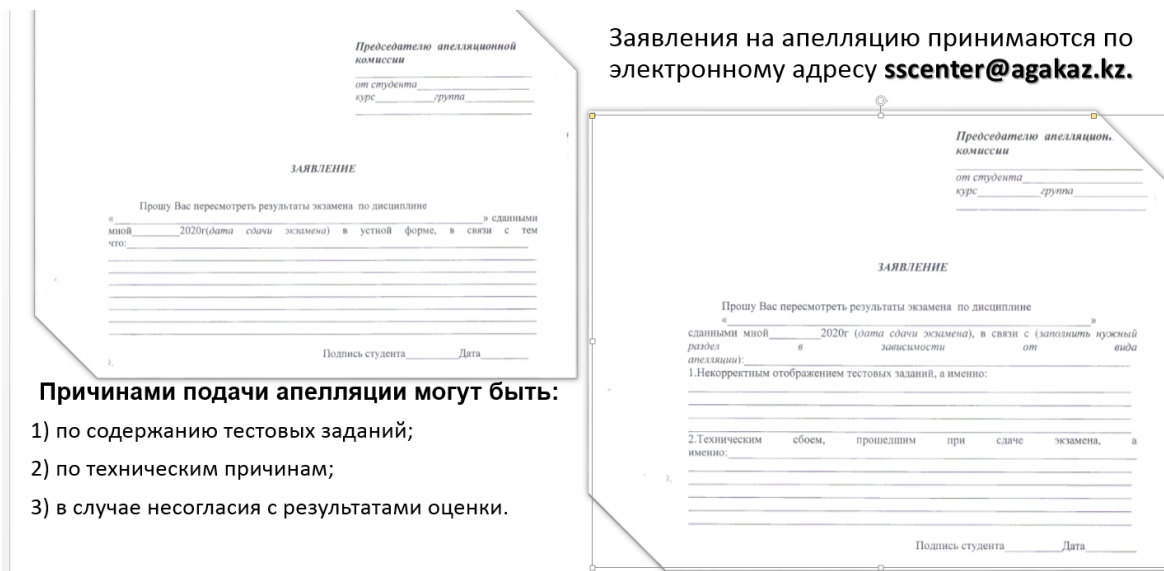 Председателю апелляционной
комиссии
от студента
курс группа
ЗАЯВЛЕНИЕ
Прошу Вас пересмотреть результаты экзамена по дисциплине
« » сданными
мной 2020г(дата сдачи экзамена) в устной форме, в связи с тем
что:
Подпись студента Дата
Причинами подачи апелляции могут быть:
1) по содержанию тестовых заданий;
2) по техническим причинам;
3) в случае несогласия с результатами оценки.
Заявления на апелляцию принимаются по
электронному адресу sscenter@agakaz.kz.
Председателю апелляцион
комиссии
от студента
курс группа
ЗАЯВЛЕНИЕ
Прошу Вас пересмотреть результаты экзамена по дисциплине
« »
сданными мной 2020г (дата сдачи экзамена), в связи с (заполнить нужный
раздел в зависимости от вида
апелляции):
1.Некорректным отображением тестовых заданий, а именно:
2.Техническим сбоем, прошедшим при сдаче экзамена, а
именно:
Подпись студента Дата